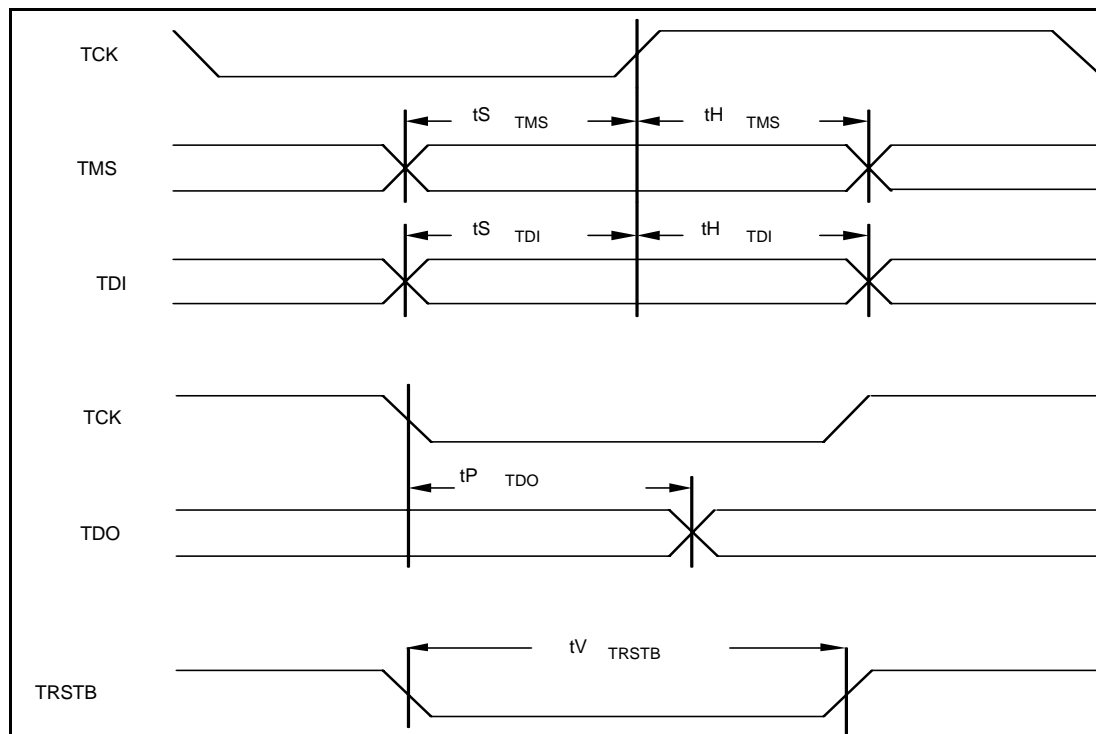 TCK
tS TMS tH TMS
TMS
tS TDI tH TDI
TDI
TCK
tP TDO
TDO
tV TRSTB
TRSTB